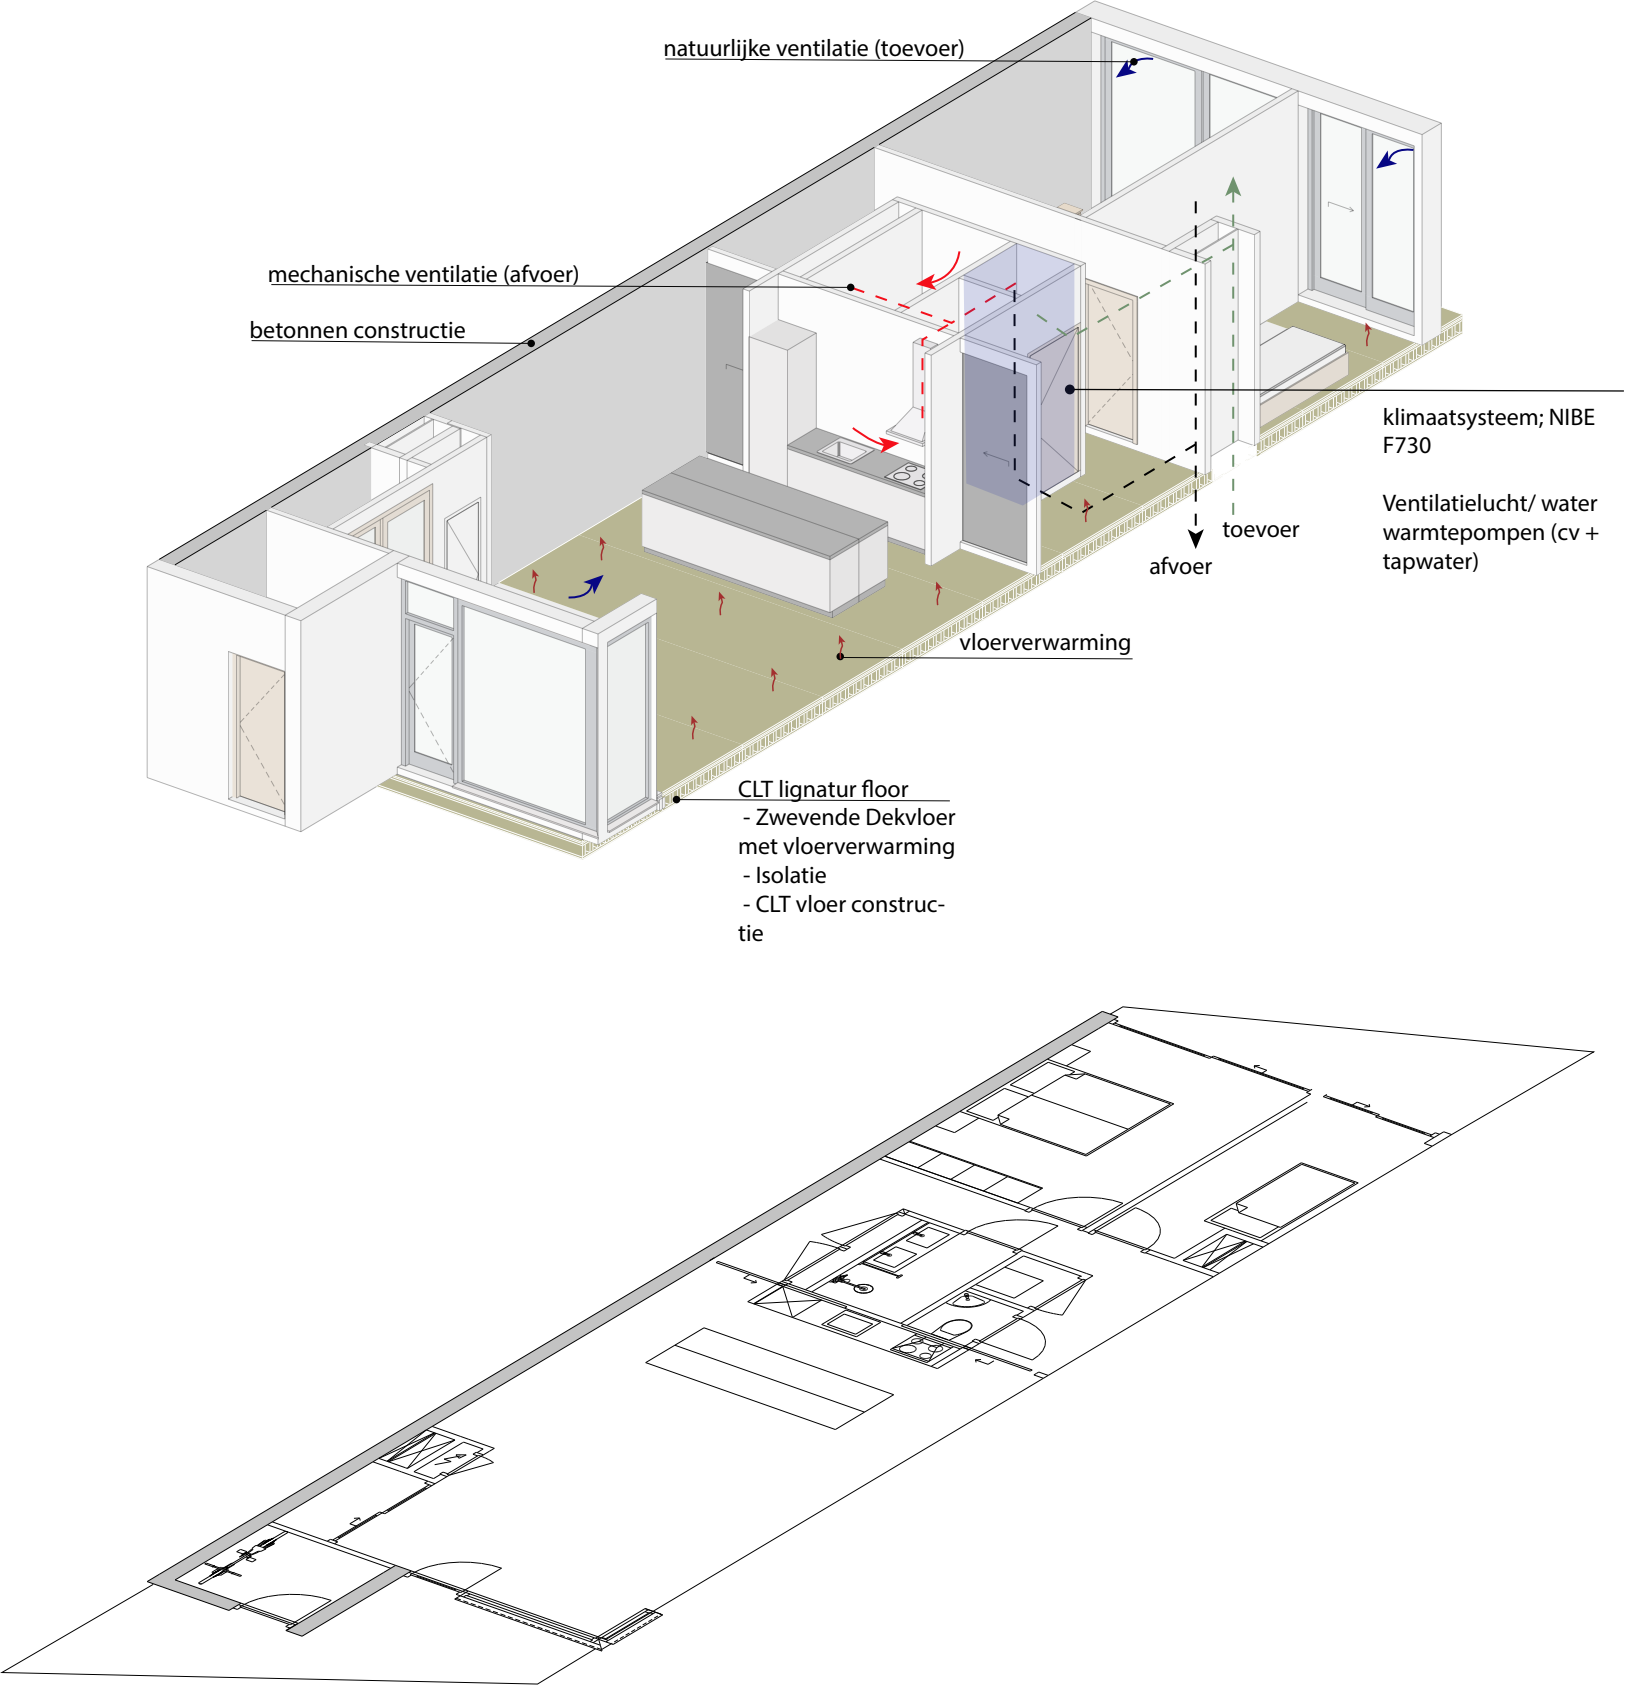 natuurlijke ventilatie (toevoer)
mechanische ventilatie (afvoer)
betonnen constructie
klimaatsysteem; NIBE
F730
Ventilatielucht/ water
warmtepompen (cv +
tapwater)
toevoer
afvoer
vloerverwarming
CLT lignatur floor
- Zwevende Dekvloer
met vloerverwarming
- Isolatie
- CLT vloer construc-
tie